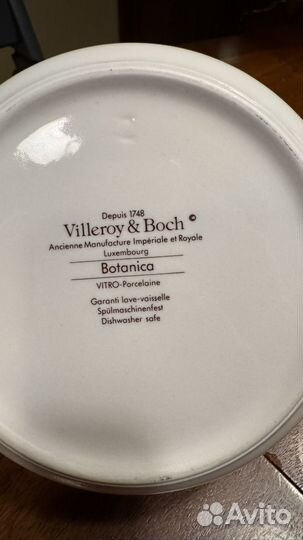 Depuis 1748
Villeroy & Boch ©
Ancienne Manufacture Impériale et Royale
Luxembourg
Botanica
VITRO-Porcelaine
Garanti lave-vaisselle
Spülmaschinenfest
Dishwasher safe
Avito